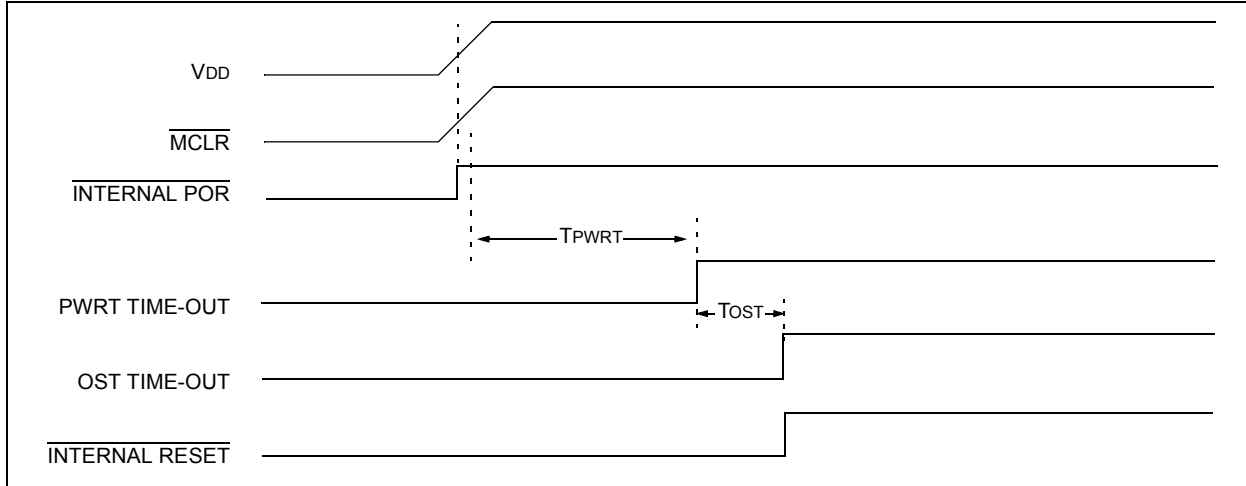 VDD
MCLR
INTERNAL POR
TPWRT
PWRT TIME-OUT
TOST
OST TIME-OUT
INTERNAL RESET